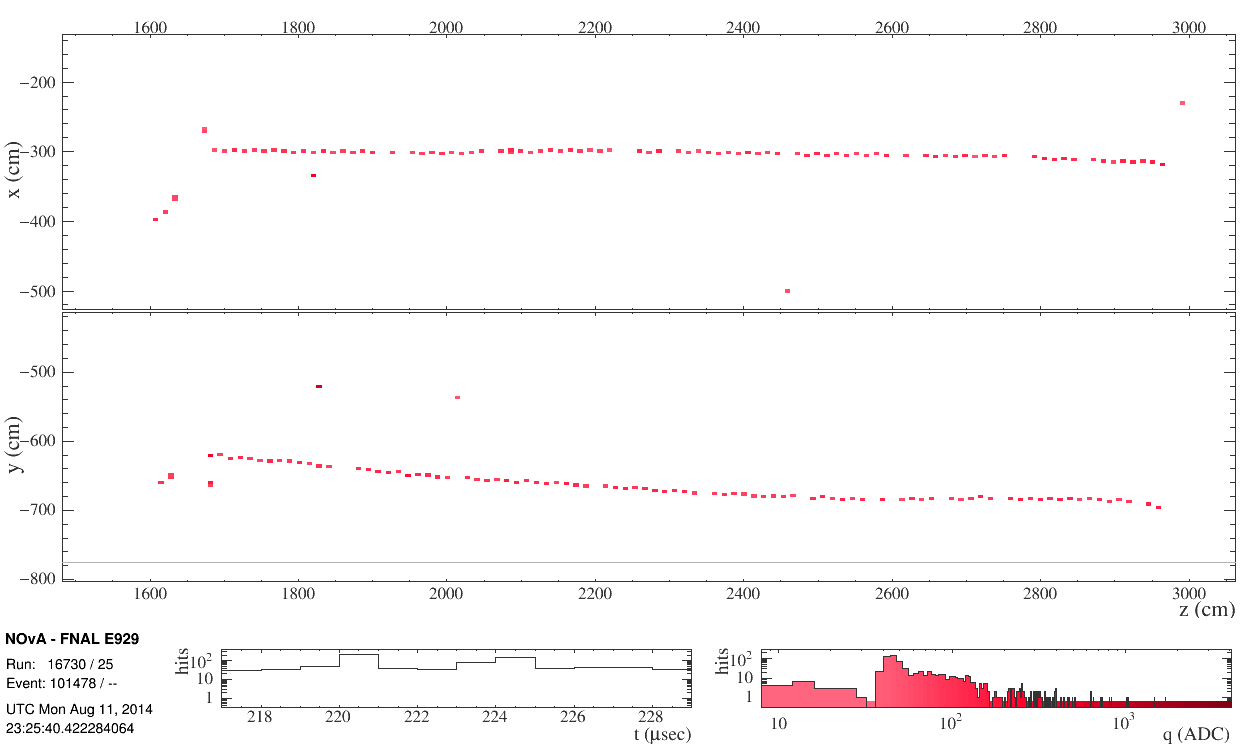 1600 1800 2000 2200 2400 2600 2800 3000
−200
−300
−400
−500
x (cm)
−500
−600
−700
−800
y (cm)
1600 1800 2000 2200 2400 2600 2800 3000
z (cm)
NOvA - FNAL E929
Run: 16730 / 25
Event: 101478 / --
UTC Mon Aug 11, 2014
23:25:40.422284064
hits
10²
10
1
218 220 222 224 226 228
t (μsec)
hits
10²
10
1
10 10² 10³
q (ADC)